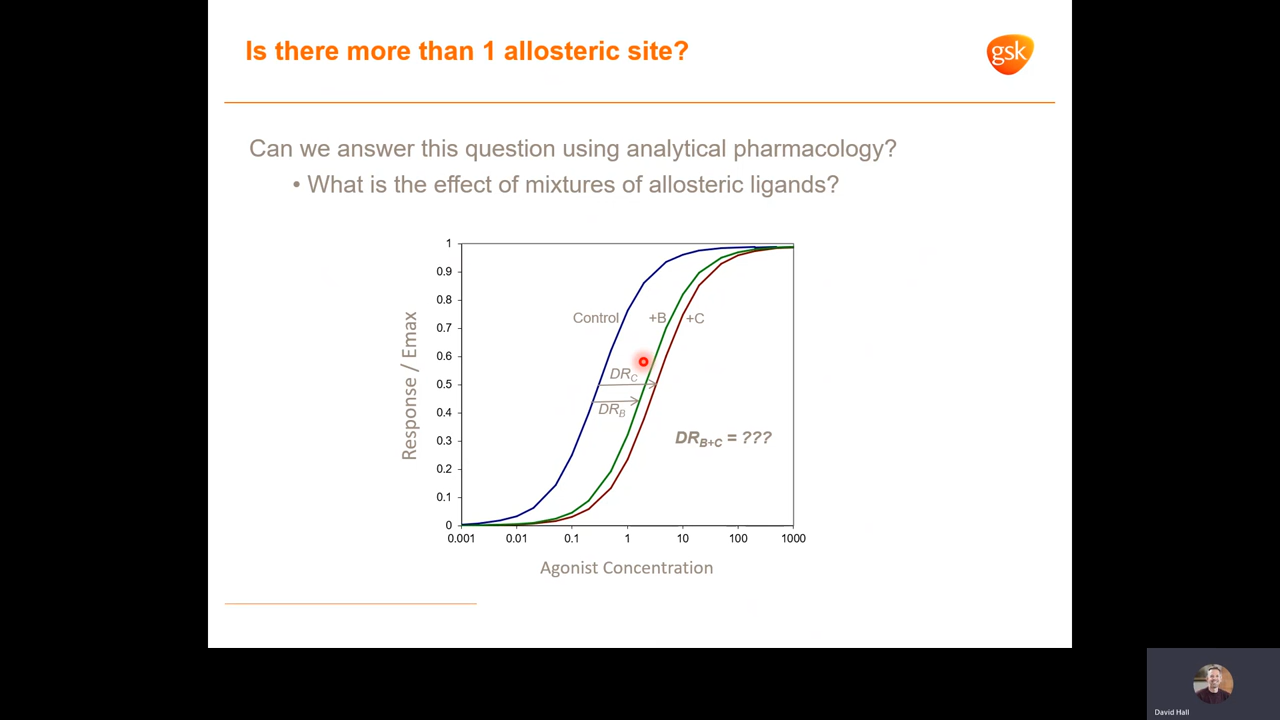 Is there more than 1 allosteric site?
gsk
Can we answer this question using analytical pharmacology?
• What is the effect of mixtures of allosteric ligands?
1
0.9
0.8
0.7
0.6
0.5
0.4
0.3
0.2
0.1
0
Response / Emax
Control
+B
+C
DRC
DRB
DRB+C = ???
0.001
0.01
0.1
1
10
100
1000
Agonist Concentration
David Hall